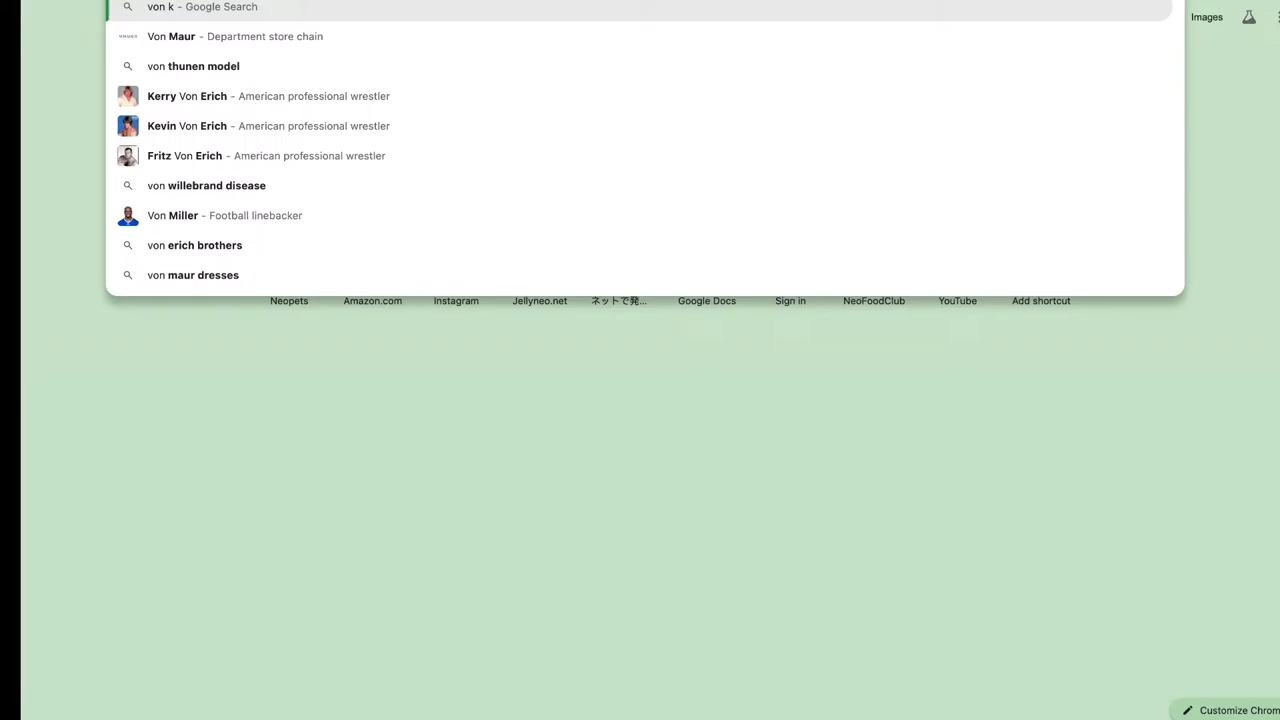 von k - Google Search
Images
Von Maur - Department store chain
von thunen model
Kerry Von Erich - American professional wrestler
Kevin Von Erich - American professional wrestler
Fritz Von Erich - American professional wrestler
von willebrand disease
Von Miller - Football linebacker
von erich brothers
von maur dresses
Neopets Amazon.com Instagram Jellyneo.net ネットで発... Google Docs Sign in NeoFoodClub YouTube Add shortcut
Customize Chrom